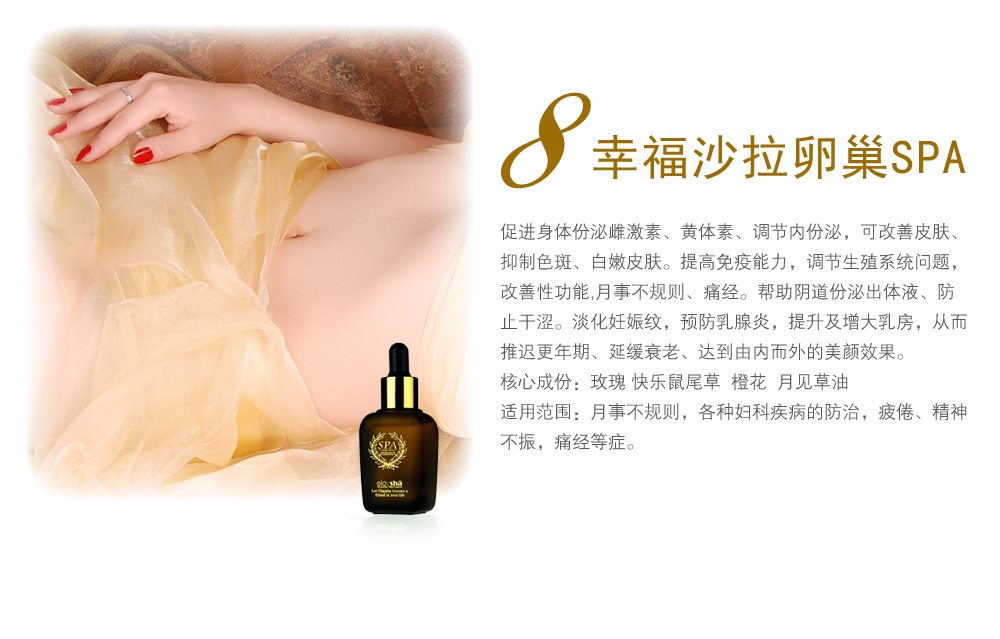 8
幸福沙拉卵巢SPA
促进身体份泌雌激素、黄体素、调节内份泌，可改善皮肤、
抑制色斑、白嫩皮肤。提高免疫能力，调节生殖系统问题，
改善性功能,月事不规则、痛经。帮助阴道份泌出体液、防
止干涩。淡化妊娠纹，预防乳腺炎，提升及增大乳房，从而
推迟更年期、延缓衰老、达到由内而外的美颜效果。
核心成份：玫瑰 快乐鼠尾草 橙花 月见草油
适用范围：月事不规则，各种妇科疾病的防治，疲倦、精神
不振，痛经等症。
SPA
Let Olaysha become a
friend in your life